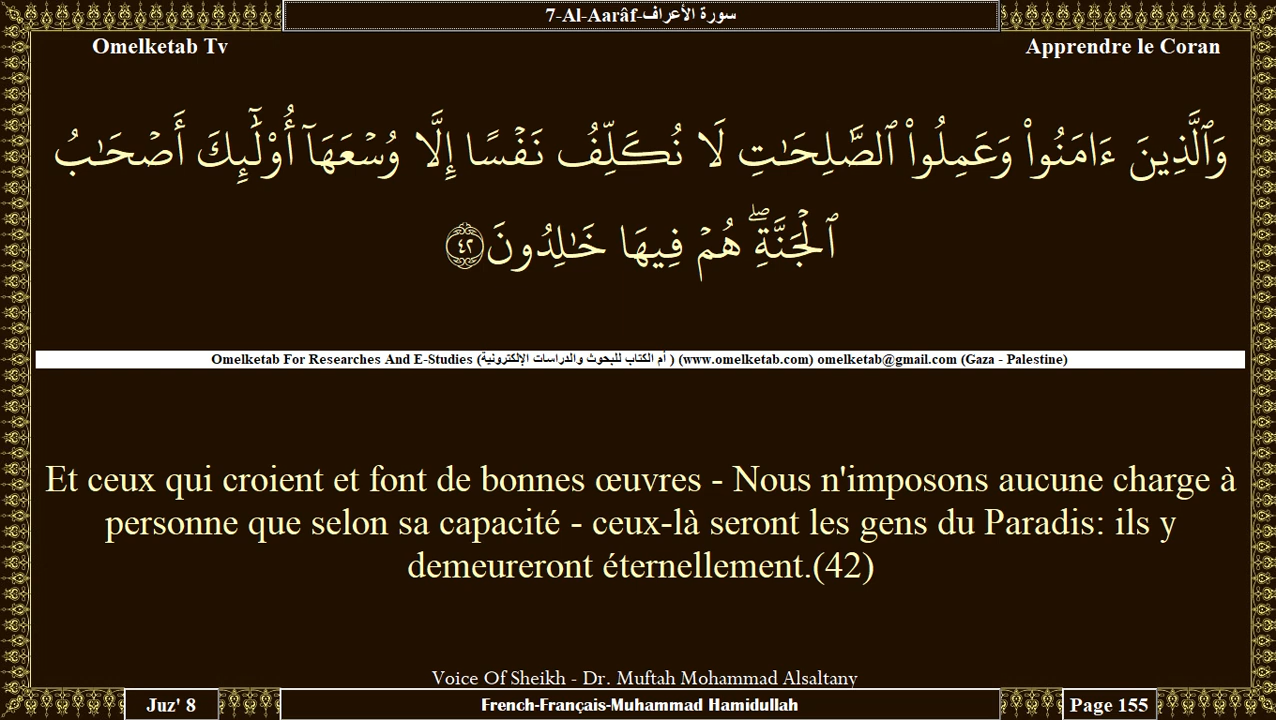 7-Al-Aarâf-سورة الأعراف
Omelketab Tv
Apprendre le Coran
وَٱلَّذِينَ ءَامَنُوا۟ وَعَمِلُوا۟ ٱلصَّـٰلِحَـٰتِ لَا نُكَلِّفُ نَفْسًا إِلَّا وُسْعَهَآ أُو۟لَـٰٓئِكَ أَصْحَـٰبُ
ٱلْجَنَّةِ ۖ هُمْ فِيهَا خَـٰلِدُونَ ٤٢
Omelketab For Researches And E-Studies (أم الكتاب للبحوث والدراسات الإلكترونية ) (www.omelketab.com) omelketab@gmail.com (Gaza - Palestine)
Et ceux qui croient et font de bonnes œuvres - Nous n'imposons aucune charge à
personne que selon sa capacité - ceux-là seront les gens du Paradis: ils y
demeureront éternellement.(42)
Voice Of Sheikh - Dr. Muftah Mohammad Alsaltany
Juz' 8
French-Français-Muhammad Hamidullah
Page 155